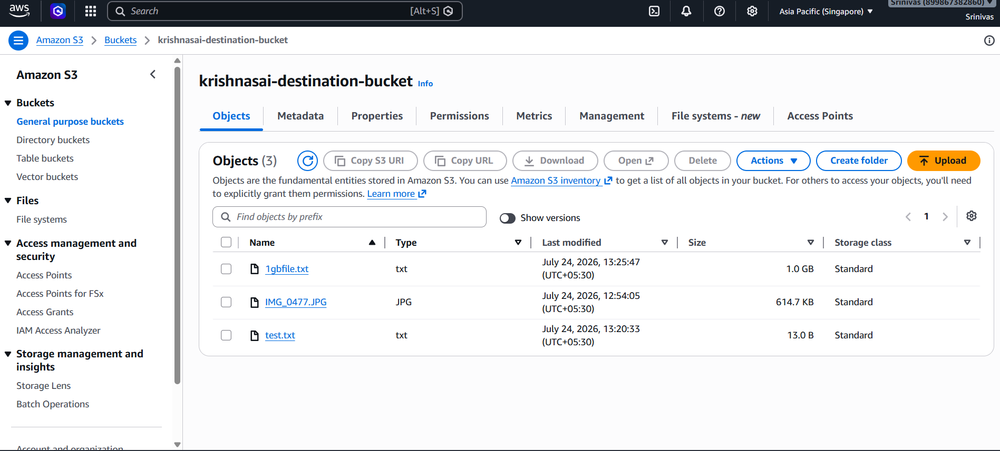 aws
Search
[Alt+S]
Asia Pacific (Singapore)
Srinivas (899867382860)
Srinivas
Amazon S3
Buckets
krishnasai-destination-bucket
Amazon S3
Buckets
General purpose buckets
Directory buckets
Table buckets
Vector buckets
Files
File systems
Access management and
security
Access Points
Access Points for FSx
Access Grants
IAM Access Analyzer
Storage management and
insights
Storage Lens
Batch Operations
Account and organization
krishnasai-destination-bucket Info
Objects
Metadata
Properties
Permissions
Metrics
Management
File systems - new
Access Points
Objects (3)
Copy S3 URI
Copy URL
Download
Open
Delete
Actions
Create folder
Upload
Objects are the fundamental entities stored in Amazon S3. You can use Amazon S3 inventory to get a list of all objects in your bucket. For others to access your objects, you'll need
to explicitly grant them permissions. Learn more
Find objects by prefix
Show versions
1
Name Type Last modified Size Storage class
1gbfile.txt txt July 24, 2026, 13:25:47 1.0 GB Standard
(UTC+05:30)
IMG_0477.JPG JPG July 24, 2026, 12:54:05 614.7 KB Standard
(UTC+05:30)
test.txt txt July 24, 2026, 13:20:33 13.0 B Standard
(UTC+05:30)